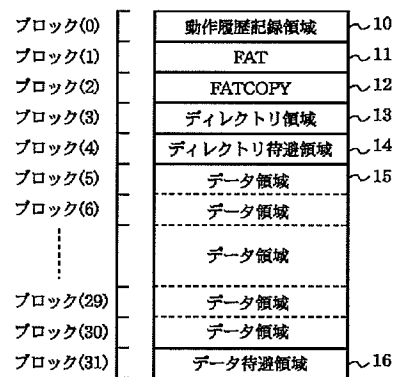 ブロック(0) 動作履歴記録領域 10
ブロック(1) FAT 11
ブロック(2) FATCOPY 12
ブロック(3) ディレクトリ領域 13
ブロック(4) ディレクトリ待避領域 14
ブロック(5) データ領域 15
ブロック(6) データ領域
データ領域
ブロック(29) データ領域
ブロック(30) データ領域
ブロック(31) データ待避領域 16